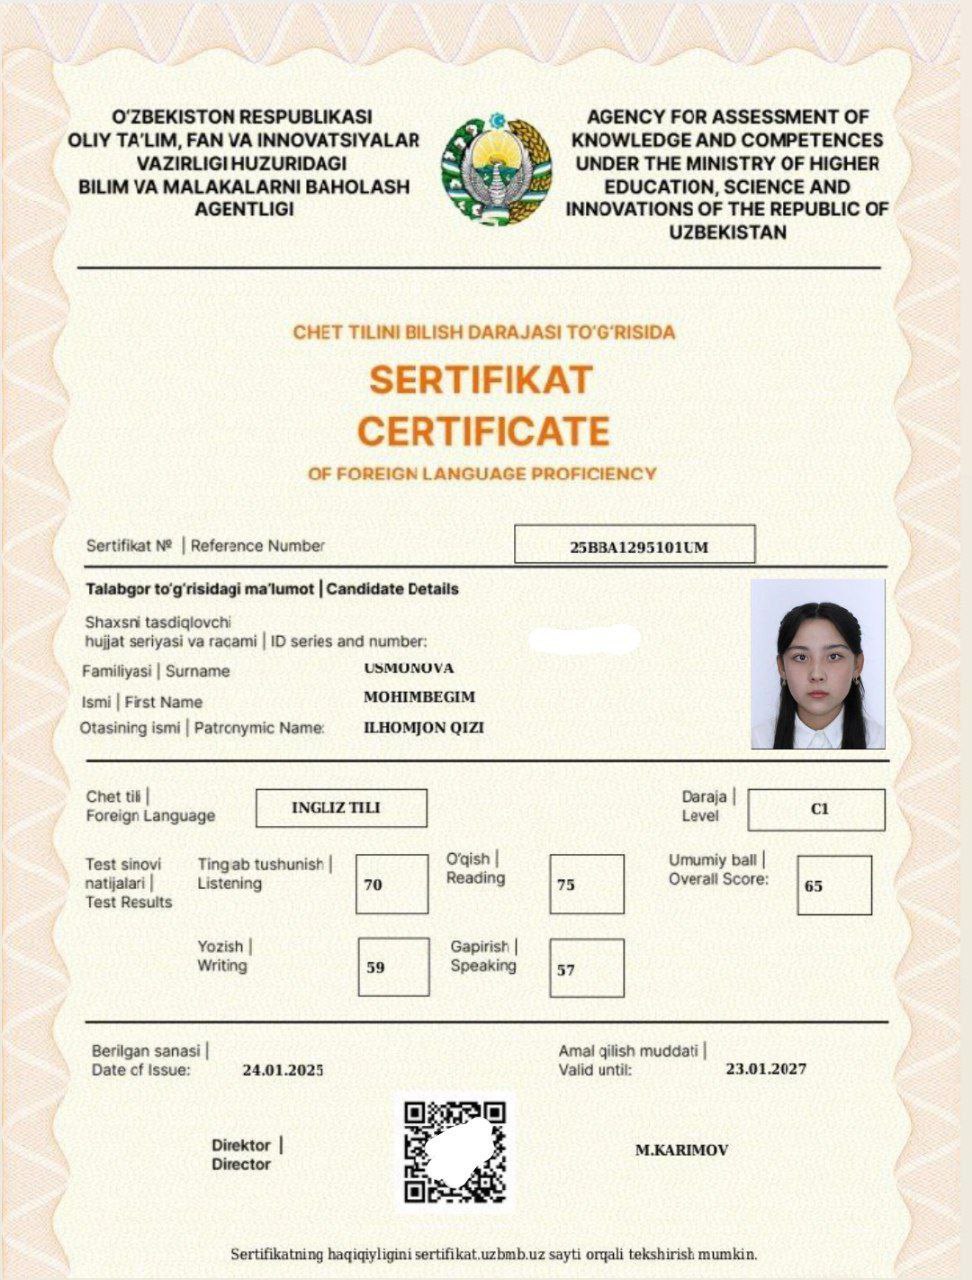 O'ZBEKISTON RESPUBLIKASI
OLIY TA'LIM, FAN VA INNOVATSIYALAR
VAZIRLIGI HUZURIDAGI
BILIM VA MALAKALARNI BAHOLASH
AGENTLIGI
AGENCY FOR ASSESSMENT OF
KNOWLEDGE AND COMPETENCES
UNDER THE MINISTRY OF HIGHER
EDUCATION, SCIENCE AND
INNOVATIONS OF THE REPUBLIC OF
UZBEKISTAN
CHET TILINI BILISH DARAJASI TO'G'RISIDA
SERTIFIKAT
CERTIFICATE
OF FOREIGN LANGUAGE PROFICIENCY
Sertifikat № | Reference Number 25BBA1295101UM
Talabgor to'g'risidagi ma'lumot | Candidate Details
Shaxsni tasdiqlovchi
hujjat seriyasi va raqami | ID series and number:
Familiyasi | Surname USMONOVA
Ismi | First Name MOHIMBEGIM
Otasining ismi | Patronymic Name: ILHOMJON QIZI
Chet tili |
Foreign Language
INGLIZ TILI
Daraja |
Level
C1
Test sinovi
natijalari |
Test Results
Tinglab tushunish |
Listening
70
O'qish |
Reading
75
Umumiy ball |
Overall Score:
65
Yozish |
Writing
59
Gapirish |
Speaking
57
Berilgan sanasi |
Date of Issue: 24.01.2025
Amal qilish muddati |
Valid until: 23.01.2027
Direktor |
Director
M.KARIMOV
Sertifikatning haqiqiyligini sertifikat.uzbmb.uz sayti orqali tekshirish mumkin.